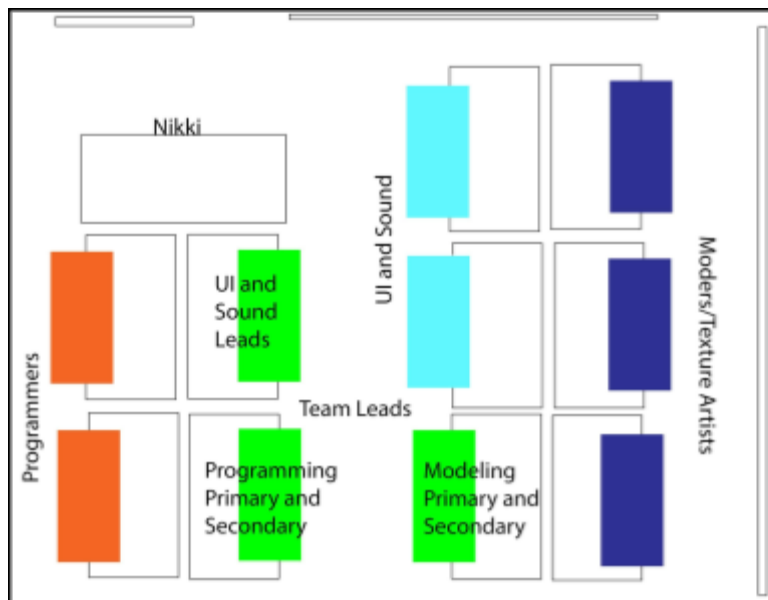 Nikki
UI and Sound
Moders/Texture Artists
UI and
Sound
Leads
Programmers
Team Leads
Programming
Primary and
Secondary
Modeling
Primary and
Secondary